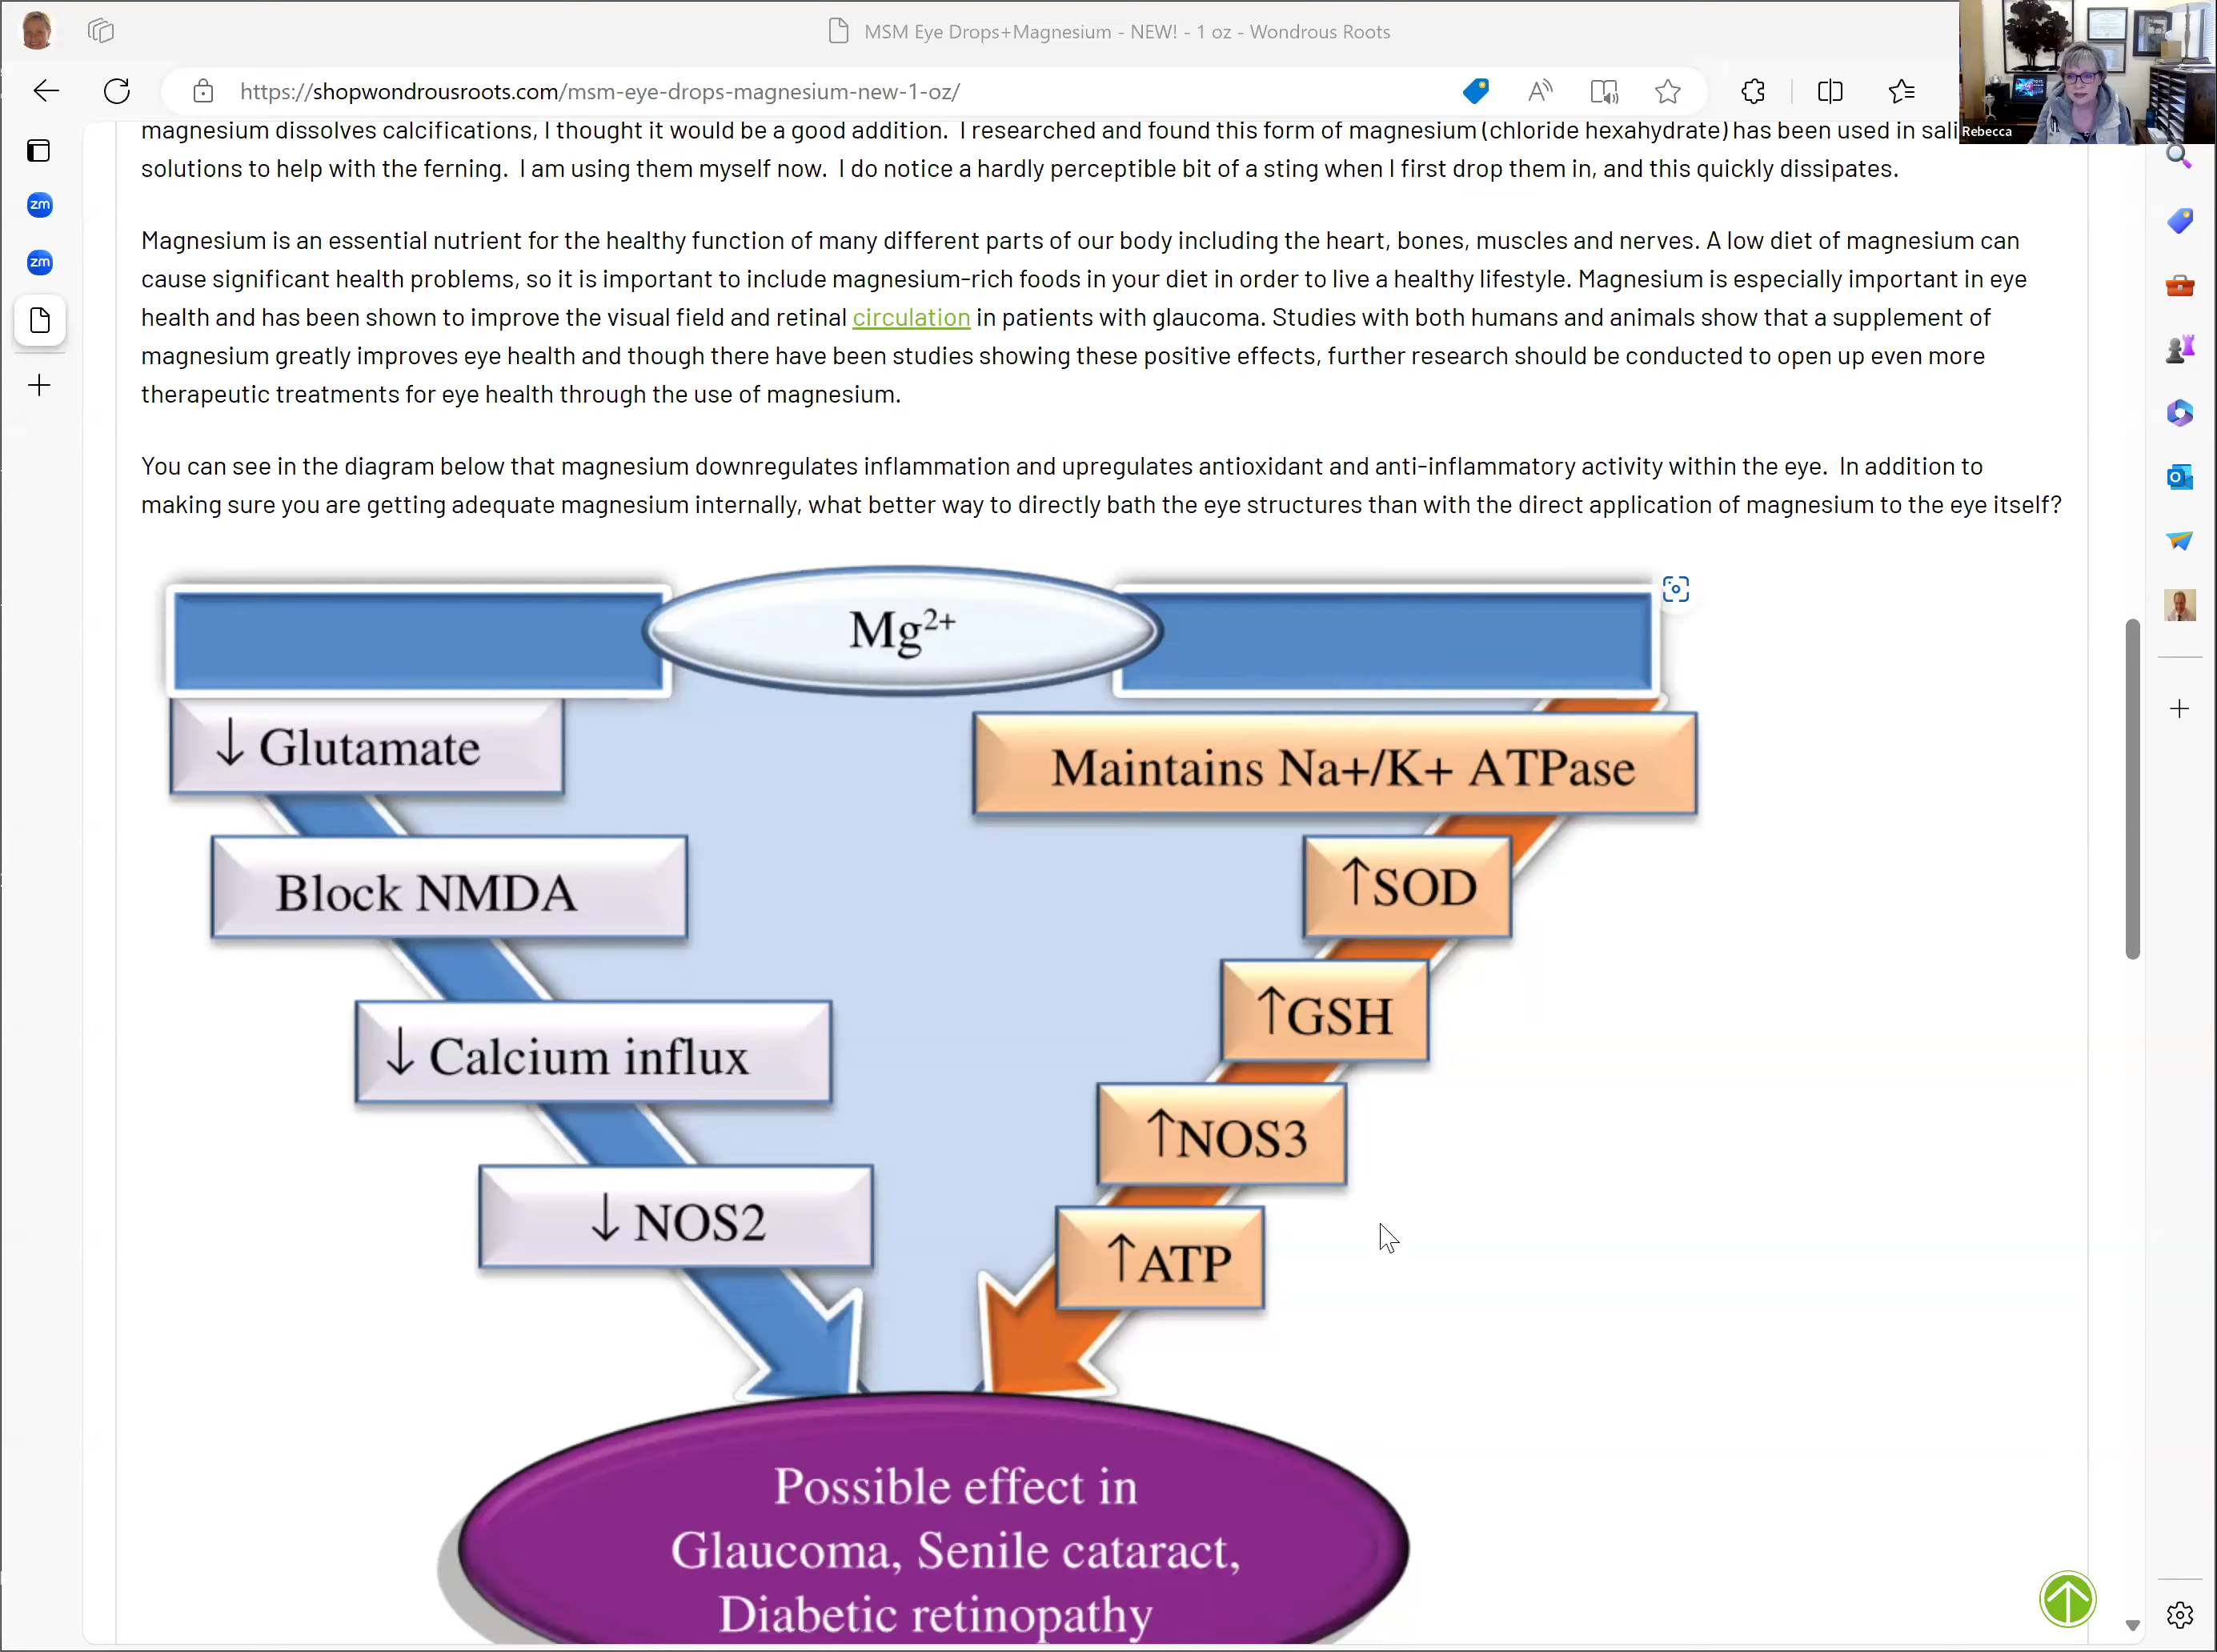 MSM Eye Drops+Magnesium - NEW! - 1 oz - Wondrous Roots
https://shopwondrousroots.com/msm-eye-drops-magnesium-new-1-oz/
Rebecca
zm
zm
magnesium dissolves calcifications, I thought it would be a good addition. I researched and found this form of magnesium (chloride hexahydrate) has been used in
solutions to help with the ferning. I am using them myself now. I do notice a hardly perceptible bit of a sting when I first drop them in, and this quickly dissipates.
Magnesium is an essential nutrient for the healthy function of many different parts of our body including the heart, bones, muscles and nerves. A low diet of magnesium can
cause significant health problems, so it is important to include magnesium-rich foods in your diet in order to live a healthy lifestyle. Magnesium is especially important in eye
health and has been shown to improve the visual field and retinal circulation in patients with glaucoma. Studies with both humans and animals show that a supplement of
magnesium greatly improves eye health and though there have been studies showing these positive effects, further research should be conducted to open up even more
therapeutic treatments for eye health through the use of magnesium.
You can see in the diagram below that magnesium downregulates inflammation and upregulates antioxidant and anti-inflammatory activity within the eye. In addition to
making sure you are getting adequate magnesium internally, what better way to directly bath the eye structures than with the direct application of magnesium to the eye itself?
Mg²⁺
↓ Glutamate
Maintains Na+/K+ ATPase
Block NMDA
↑SOD
↑GSH
↓ Calcium influx
↑NOS3
↓ NOS2
↑ATP
Possible effect in
Glaucoma, Senile cataract,
Diabetic retinopathy